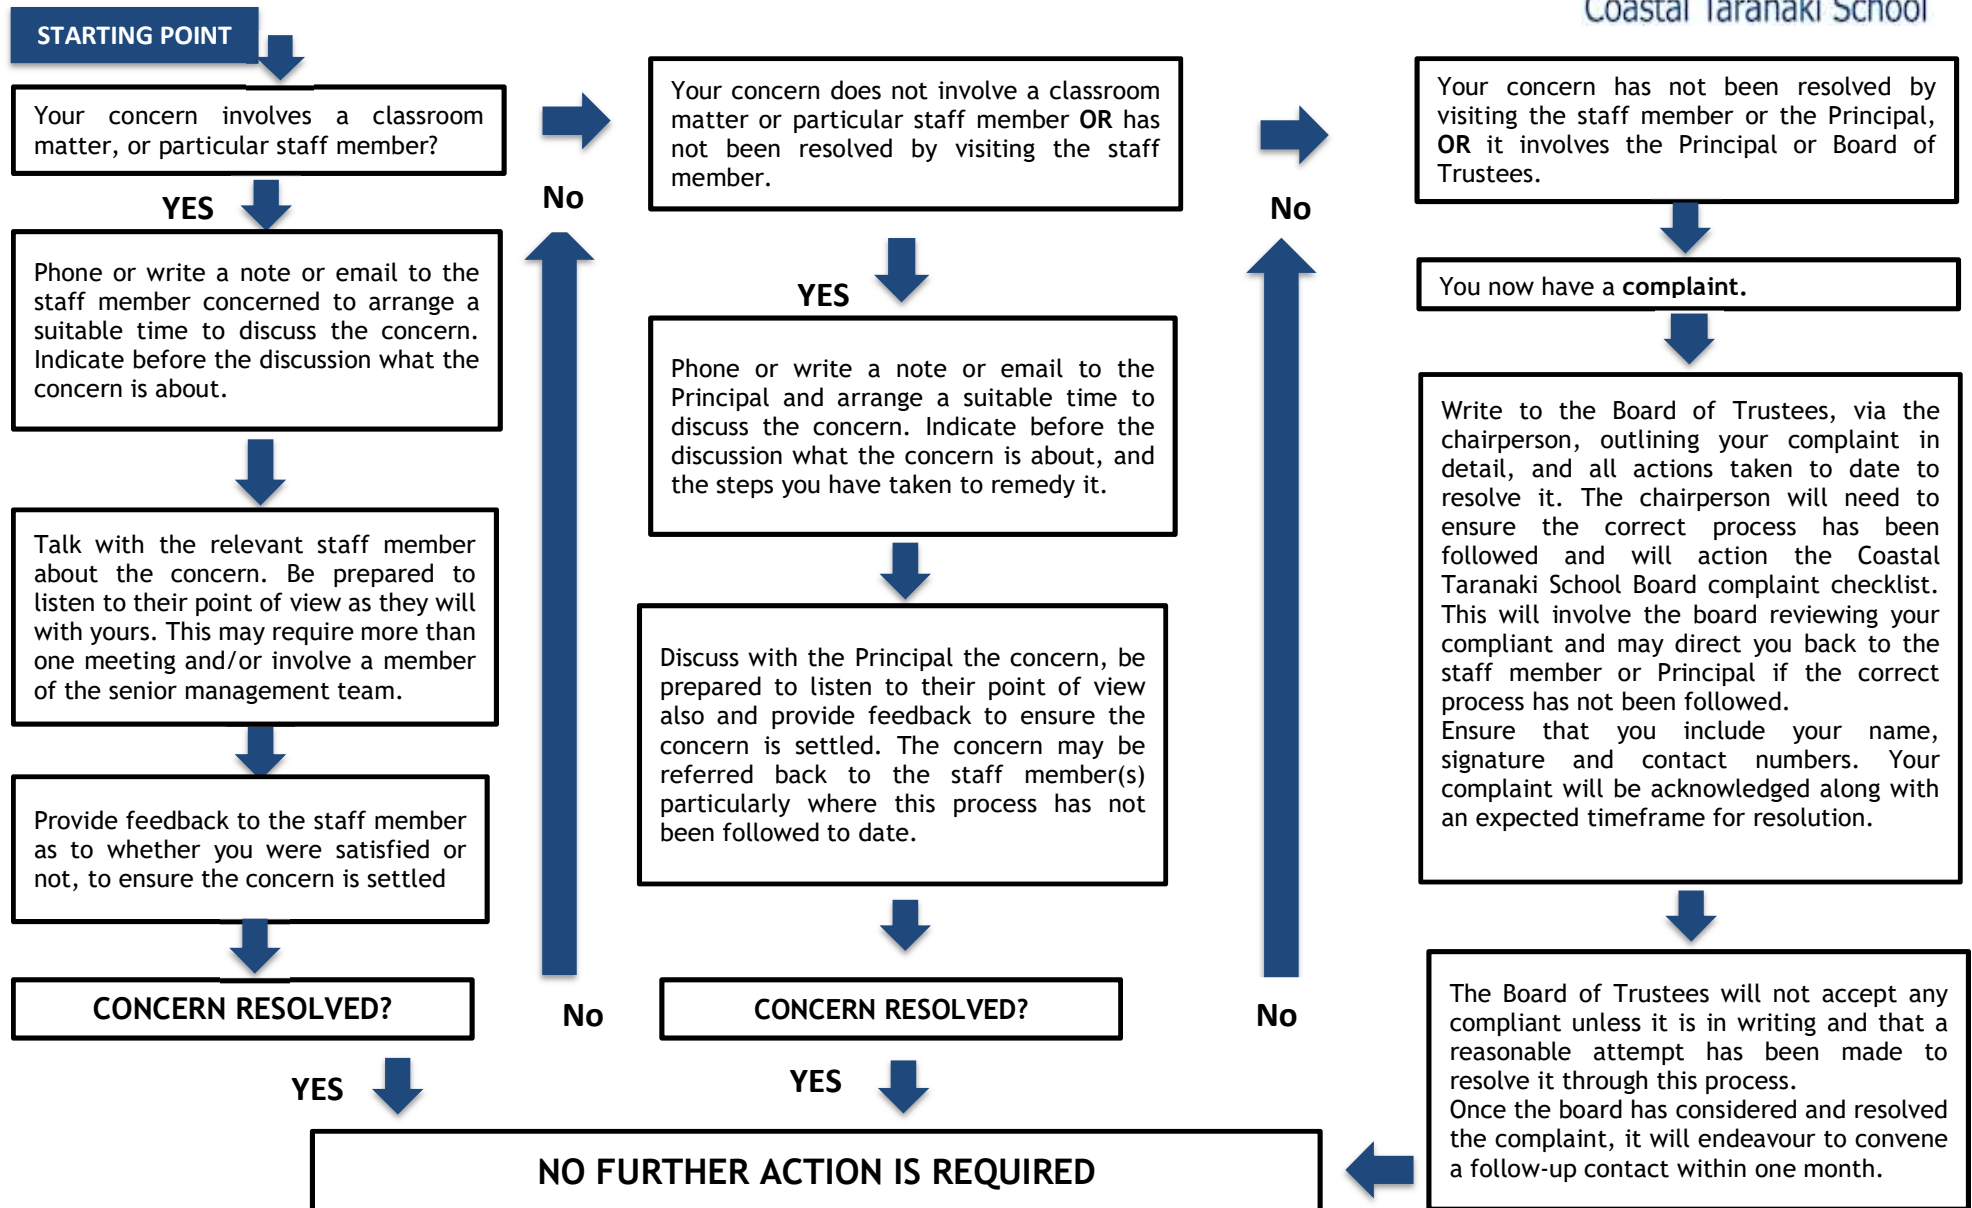 Coastal Taranaki School
STARTING POINT
Your concern involves a classroom
matter, or particular staff member?
YES
Phone or write a note or email to the
staff member concerned to arrange a
suitable time to discuss the concern.
Indicate before the discussion what the
concern is about.
Talk with the relevant staff member
about the concern. Be prepared to
listen to their point of view as they will
with yours. This may require more than
one meeting and/or involve a member
of the senior management team.
Provide feedback to the staff member
as to whether you were satisfied or
not, to ensure the concern is settled
CONCERN RESOLVED?
YES
No
No
Your concern does not involve a classroom
matter or particular staff member OR has
not been resolved by visiting the staff
member.
YES
Phone or write a note or email to the
Principal and arrange a suitable time to
discuss the concern. Indicate before the
discussion what the concern is about, and
the steps you have taken to remedy it.
Discuss with the Principal the concern, be
prepared to listen to their point of view
also and provide feedback to ensure the
concern is settled. The concern may be
referred back to the staff member(s)
particularly where this process has not
been followed to date.
CONCERN RESOLVED?
YES
No
No
Your concern has not been resolved by
visiting the staff member or the Principal,
OR it involves the Principal or Board of
Trustees.
You now have a complaint.
Write to the Board of Trustees, via the
chairperson, outlining your complaint in
detail, and all actions taken to date to
resolve it. The chairperson will need to
ensure the correct process has been
followed and will action the Coastal
Taranaki School Board complaint checklist.
This will involve the board reviewing your
compliant and may direct you back to the
staff member or Principal if the correct
process has not been followed.
Ensure that you include your name,
signature and contact numbers. Your
complaint will be acknowledged along with
an expected timeframe for resolution.
The Board of Trustees will not accept any
compliant unless it is in writing and that a
reasonable attempt has been made to
resolve it through this process.
Once the board has considered and resolved
the complaint, it will endeavour to convene
a follow-up contact within one month.
NO FURTHER ACTION IS REQUIRED